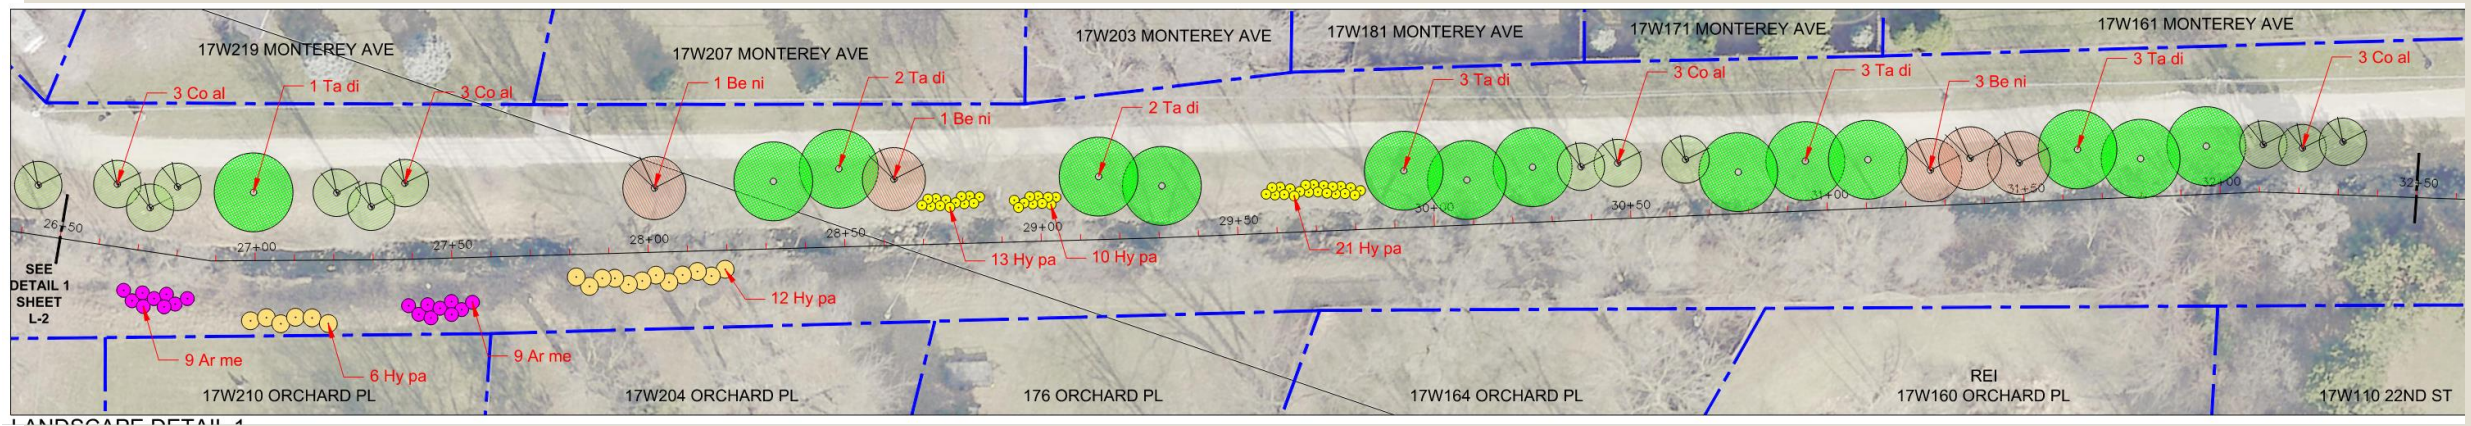 17W219 MONTEREY AVE
17W207 MONTEREY AVE
17W203 MONTEREY AVE
17W181 MONTEREY AVE
17W171 MONTEREY AVE
17W161 MONTEREY AVE
3 Co al
1 Ta di
3 Co al
1 Be ni
2 Ta di
1 Be ni
2 Ta di
3 Ta di
3 Co al
3 Ta di
3 Be ni
3 Ta di
3 Co al
26+50
27+00
27+50
28+00
28+50
29+00
29+50
30+00
30+50
31+00
31+50
32+00
32+50
SEE
DETAIL 1
SHEET
L-2
13 Hy pa
10 Hy pa
21 Hy pa
12 Hy pa
9 Ar me
6 Hy pa
9 Ar me
17W210 ORCHARD PL
17W204 ORCHARD PL
176 ORCHARD PL
17W164 ORCHARD PL
REI
17W160 ORCHARD PL
17W110 22ND ST
LANDSCAPE DETAIL 1